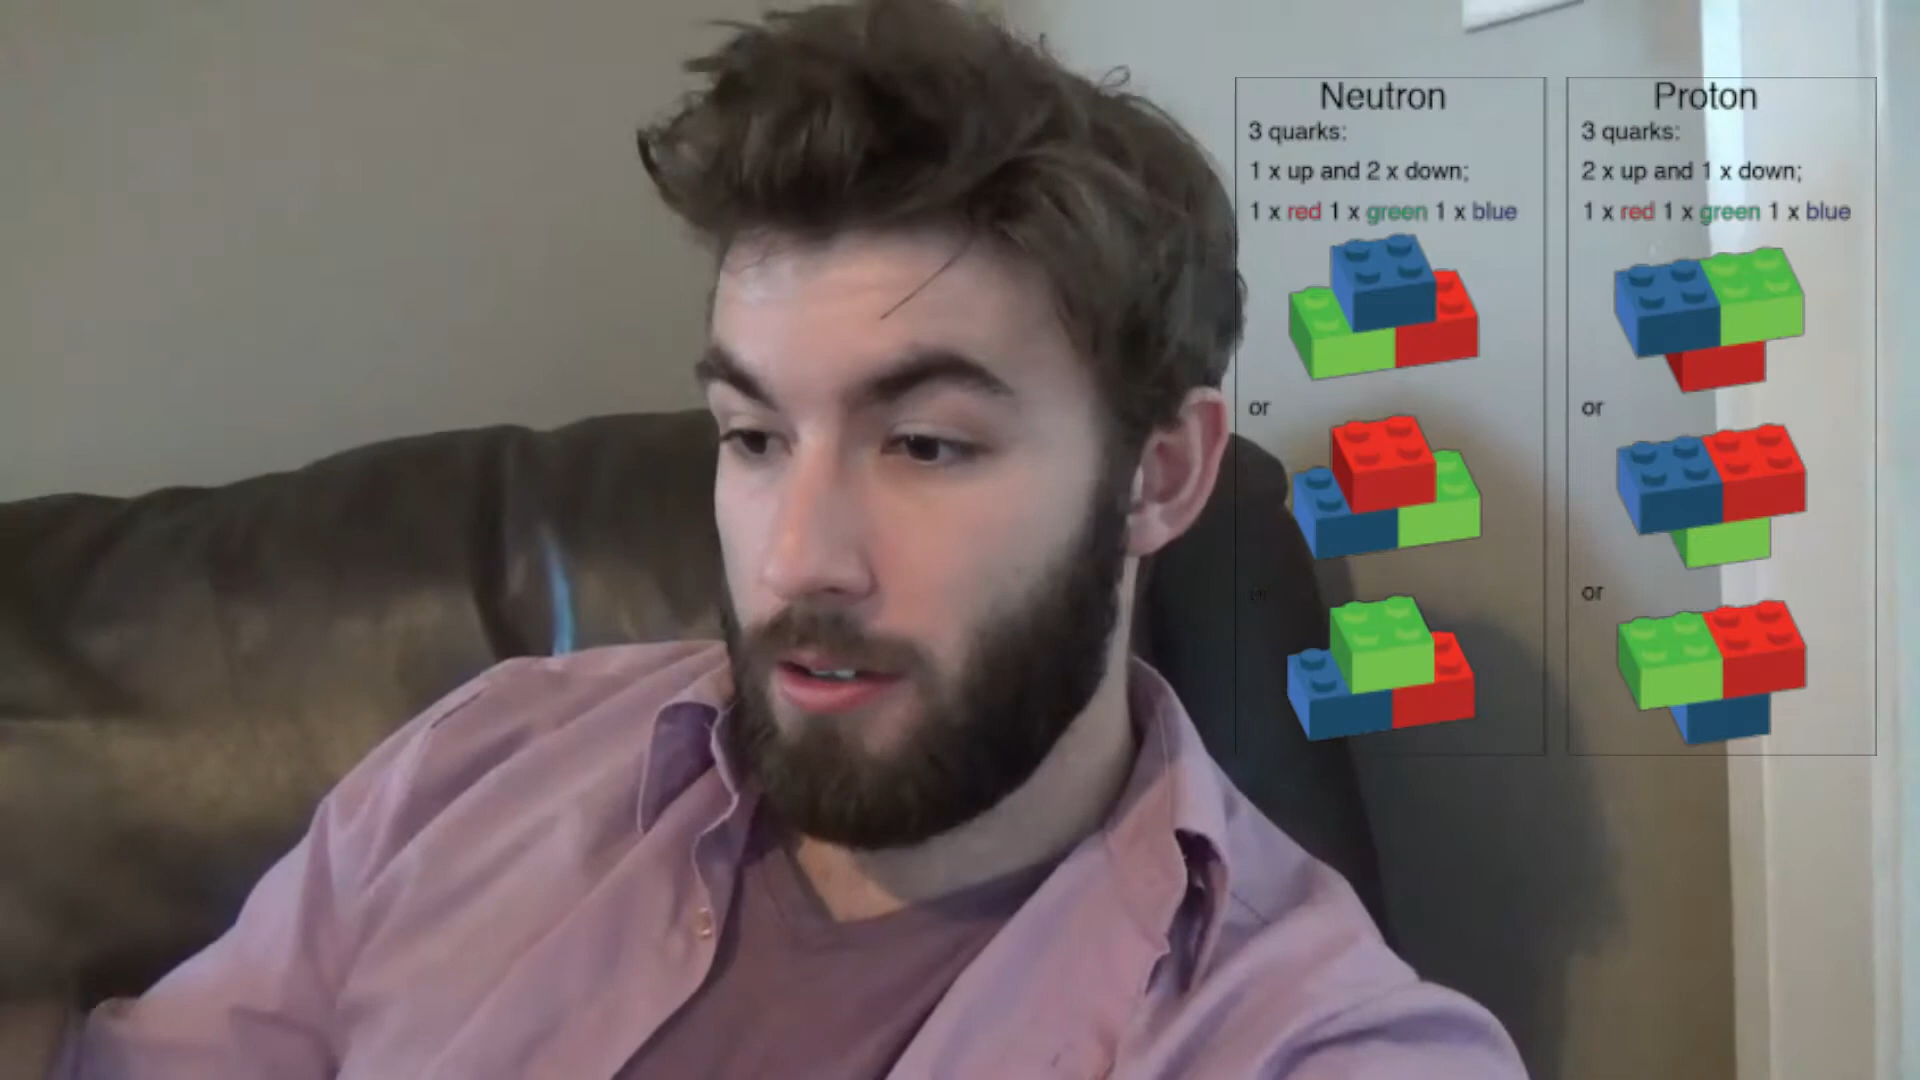 Neutron
3 quarks:
1 x up and 2 x down;
1 x red 1 x green 1 x blue
or
or
Proton
3 quarks:
2 x up and 1 x down;
1 x red 1 x green 1 x blue
or
or